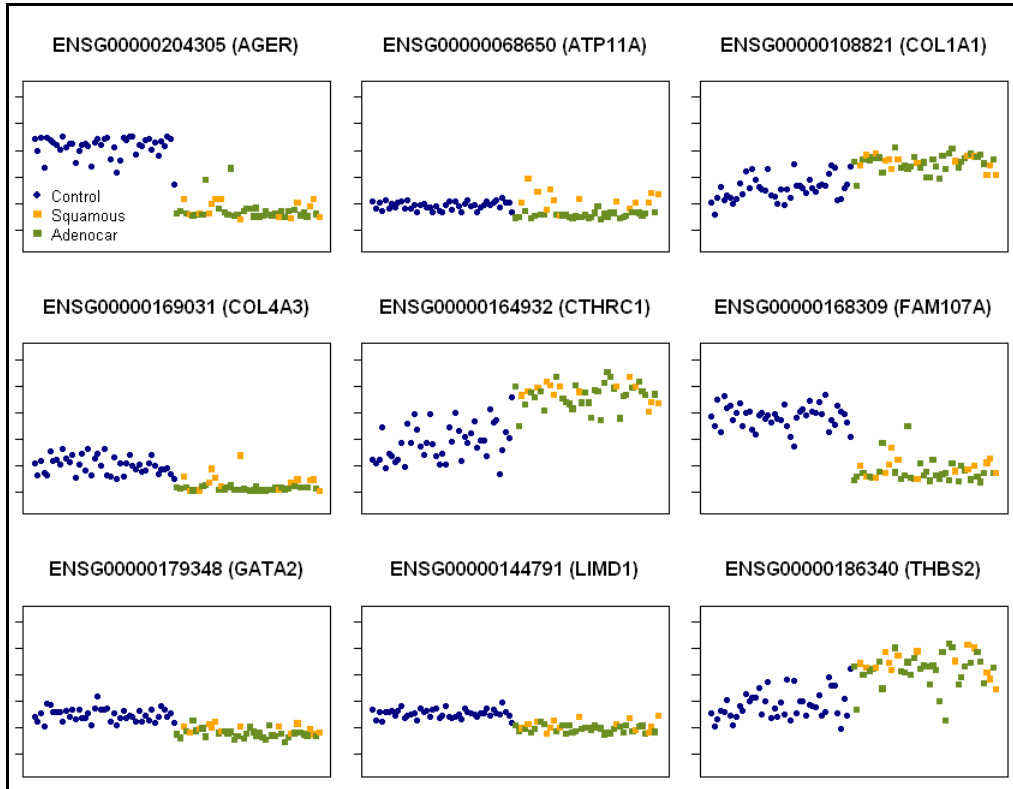 ENSG00000204305 (AGER)
ENSG00000068650 (ATP11A)
ENSG00000108821 (COL1A1)
Control
Squamous
Adenocar
ENSG00000169031 (COL4A3)
ENSG00000164932 (CTHRC1)
ENSG00000168309 (FAM107A)
ENSG00000179348 (GATA2)
ENSG00000144791 (LIMD1)
ENSG00000186340 (THBS2)